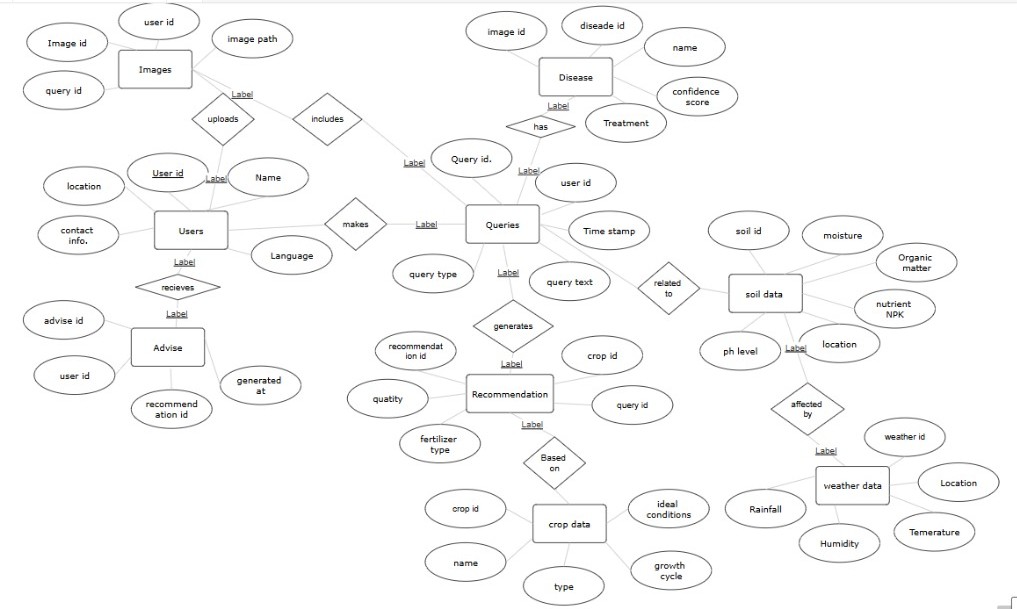 user id
Image id
image path
Images
query id
Label
uploads
includes
image id
diseade id
name
Disease
confidence
score
Label
Treatment
has
Label
Query id.
Label
user id
location
User id
Label
Name
contact
info.
Users
makes
Label
Queries
Time stamp
Language
Label
recieves
Label
query type
Label
query text
related
to
soil id
moisture
Organic
matter
soil data
nutrient
NPK
ph level
Label
location
advise id
Advise
user id
generated
at
recommend
ation id
generates
Label
recommendat
ion id
crop id
quatity
Recommendation
query id
fertilizer
type
Label
Based
on
affected
by
Label
weather id
weather data
Location
Rainfall
Humidity
Temerature
crop id
ideal
conditions
crop data
name
type
growth
cycle